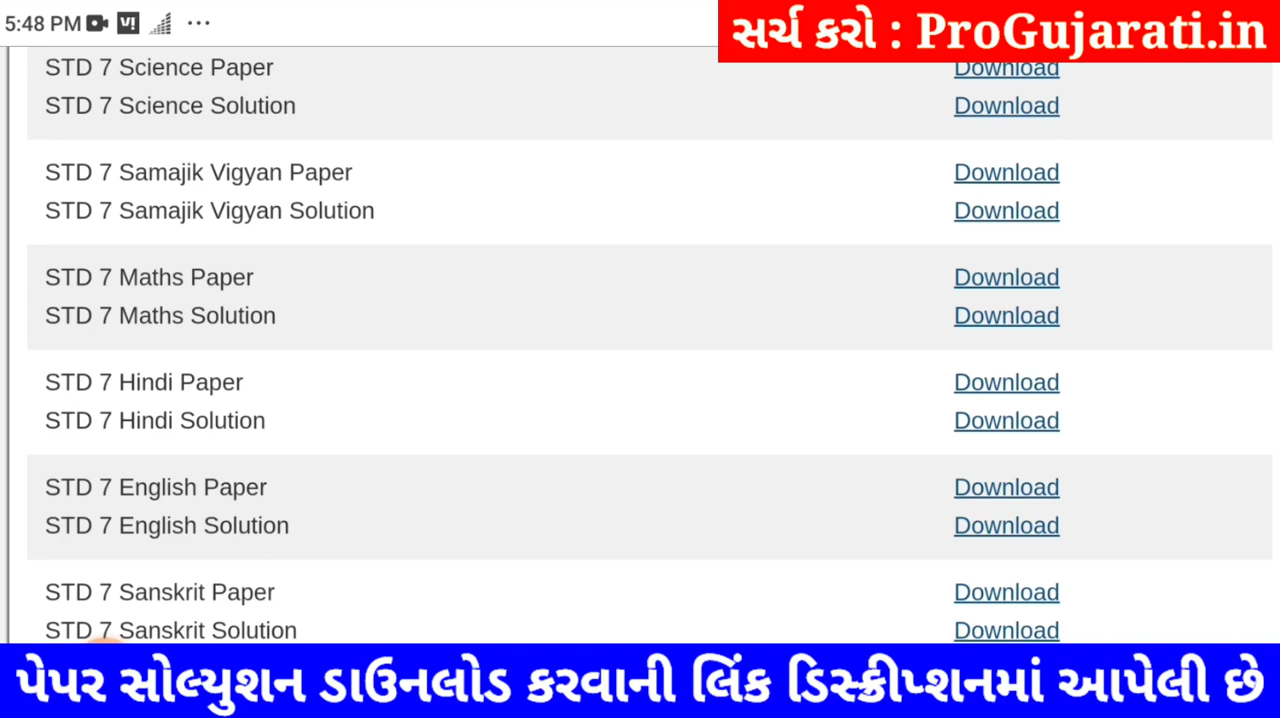 5:48 PM
સર્ચ કરો : ProGujarati.in
STD 7 Science Paper Download
STD 7 Science Solution Download
STD 7 Samajik Vigyan Paper Download
STD 7 Samajik Vigyan Solution Download
STD 7 Maths Paper Download
STD 7 Maths Solution Download
STD 7 Hindi Paper Download
STD 7 Hindi Solution Download
STD 7 English Paper Download
STD 7 English Solution Download
STD 7 Sanskrit Paper Download
STD 7 Sanskrit Solution Download
પેપર સોલ્યુશન ડાઉનલોડ કરવાની લિંક ડિસ્ક્રીપ્શનમાં આપેલી છે